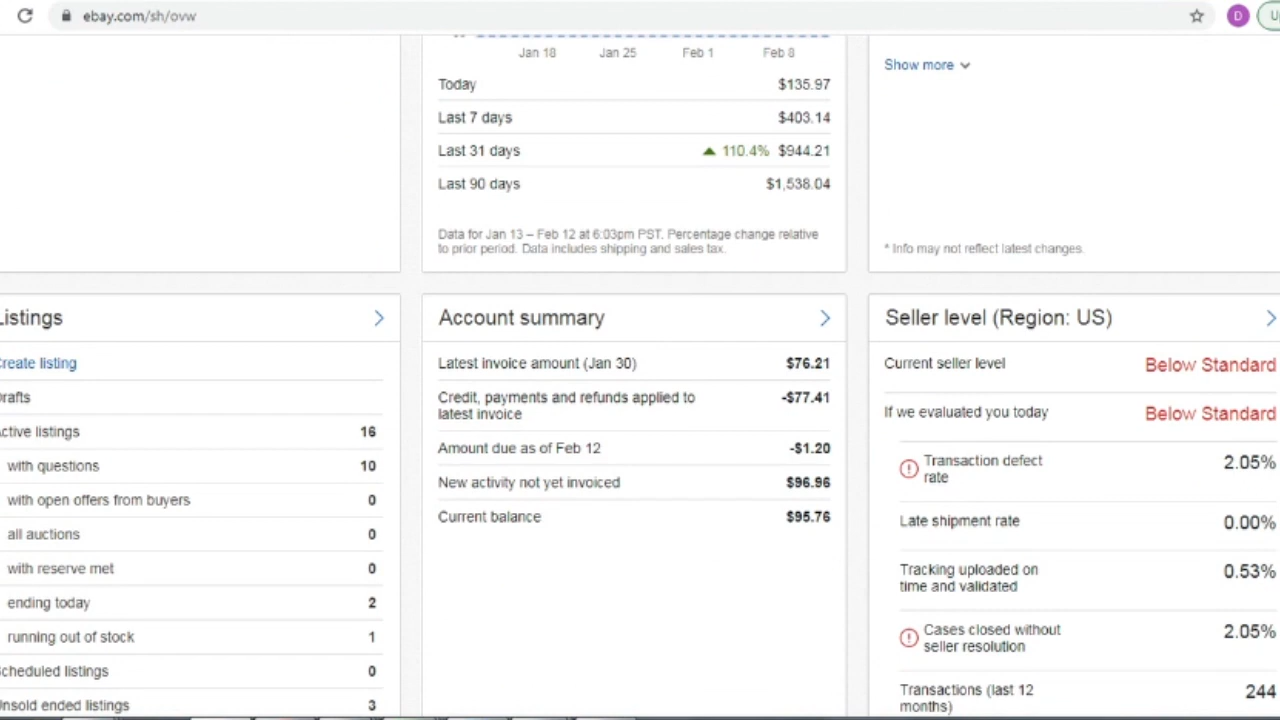 ebay.com/sh/ovw
D
Jan 18 Jan 25 Feb 1 Feb 8
Today $135.97
Last 7 days $403.14
Last 31 days 110.4% $944.21
Last 90 days $1,538.04
Data for Jan 13 – Feb 12 at 6:03pm PST. Percentage change relative
to prior period. Data includes shipping and sales tax.
Show more
* Info may not reflect latest changes.
Listings
Create listing
Drafts
Active listings 16
with questions 10
with open offers from buyers 0
all auctions 0
with reserve met 0
ending today 2
running out of stock 1
Scheduled listings 0
Unsold ended listings 3
Account summary
Latest invoice amount (Jan 30) $76.21
Credit, payments and refunds applied to
latest invoice -$77.41
Amount due as of Feb 12 -$1.20
New activity not yet invoiced $96.96
Current balance $95.76
Seller level (Region: US)
Current seller level Below Standard
If we evaluated you today Below Standard
Transaction defect
rate 2.05%
Late shipment rate 0.00%
Tracking uploaded on
time and validated 0.53%
Cases closed without
seller resolution 2.05%
Transactions (last 12
months) 244